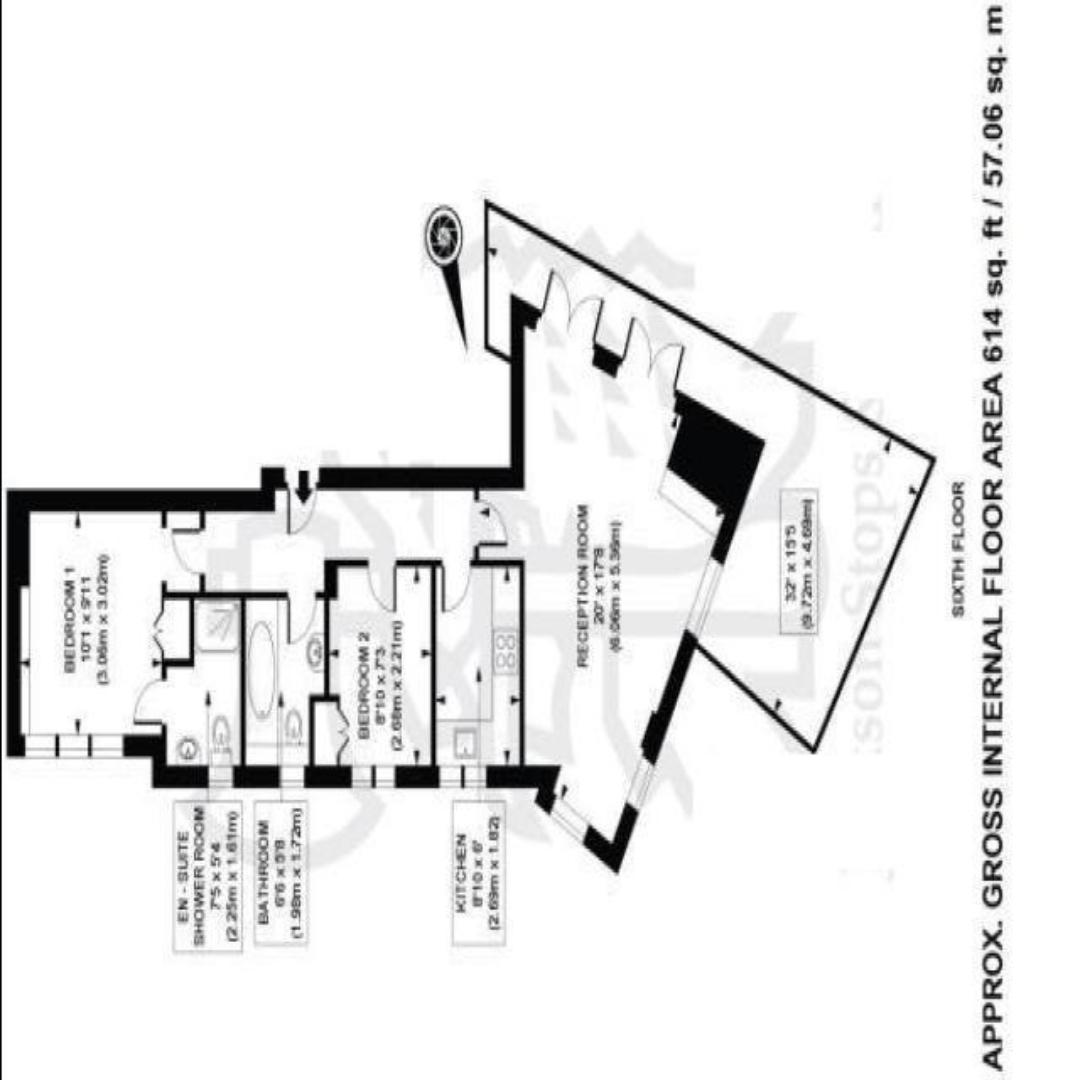 BEDROOM 1
10'1 x 9'11
(3.06m x 3.02m)
EN - SUITE
SHOWER ROOM
7'5 x 5'4
(2.25m x 1.61m)
BATHROOM
6'6 x 5'8
(1.98m x 1.72m)
BEDROOM 2
8'10 x 7'3
(2.68m x 2.21m)
KITCHEN
8'10 x 6'
(2.69m x 1.82)
RECEPTION ROOM
20' x 17'8
(6.06m x 5.36m)
32' x 15'5
(9.72m x 4.69m)
son Stops
SIXTH FLOOR
APPROX. GROSS INTERNAL FLOOR AREA 614 sq. ft / 57.06 sq. m